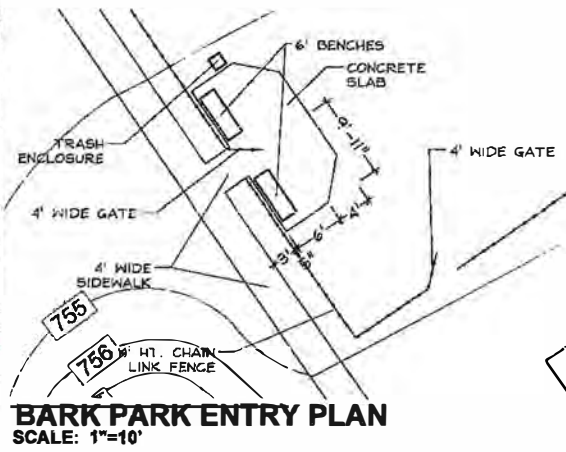 6' BENCHES
CONCRETE
SLAB
TRASH
ENCLOSURE
9'-11"
4' WIDE GATE
4' WIDE GATE
4'
6'
3'
4' WIDE
SIDEWALK
755
756
HT. CHAIN
LINK FENCE
BARK PARK ENTRY PLAN
SCALE: 1"=10'